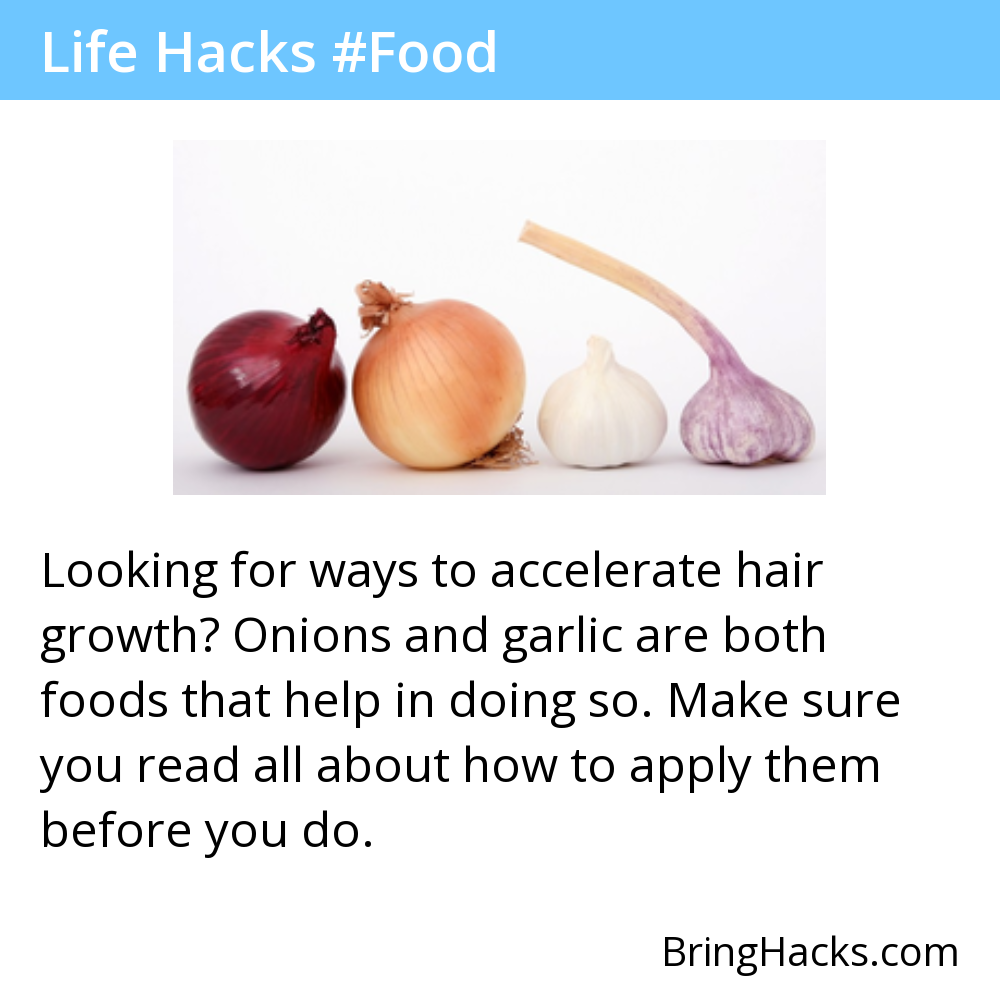 Life Hacks #Food
Looking for ways to accelerate hair
growth? Onions and garlic are both
foods that help in doing so. Make sure
you read all about how to apply them
before you do.
BringHacks.com